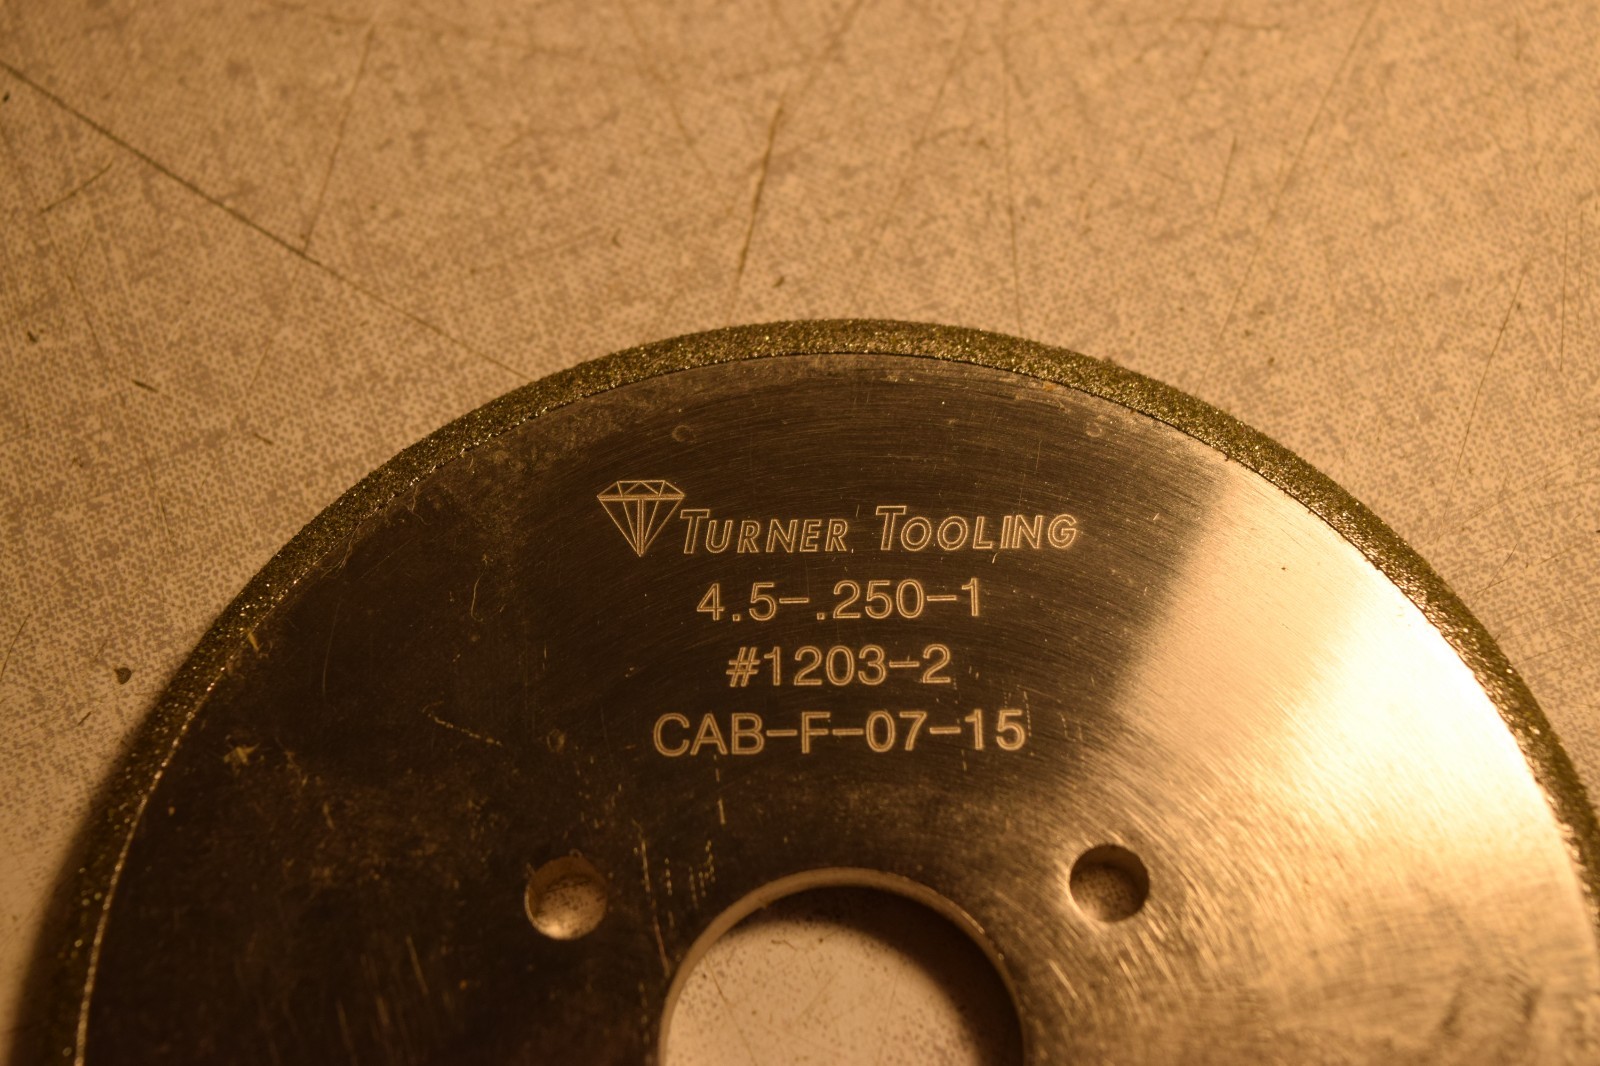 TURNER TOOLING
4.5-.250-1
#1203-2
CAB-F-07-15